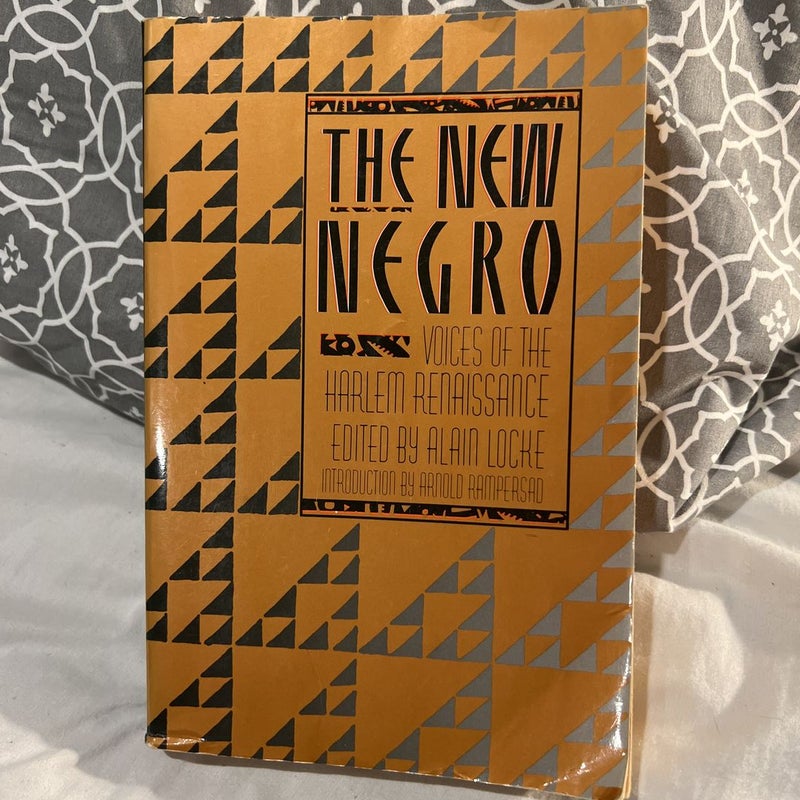 THE NEW
NEGRO
VOICES OF THE
HARLEM RENAISSANCE
EDITED BY ALAIN LOCKE
INTRODUCTION BY ARNOLD RAMPERSAD